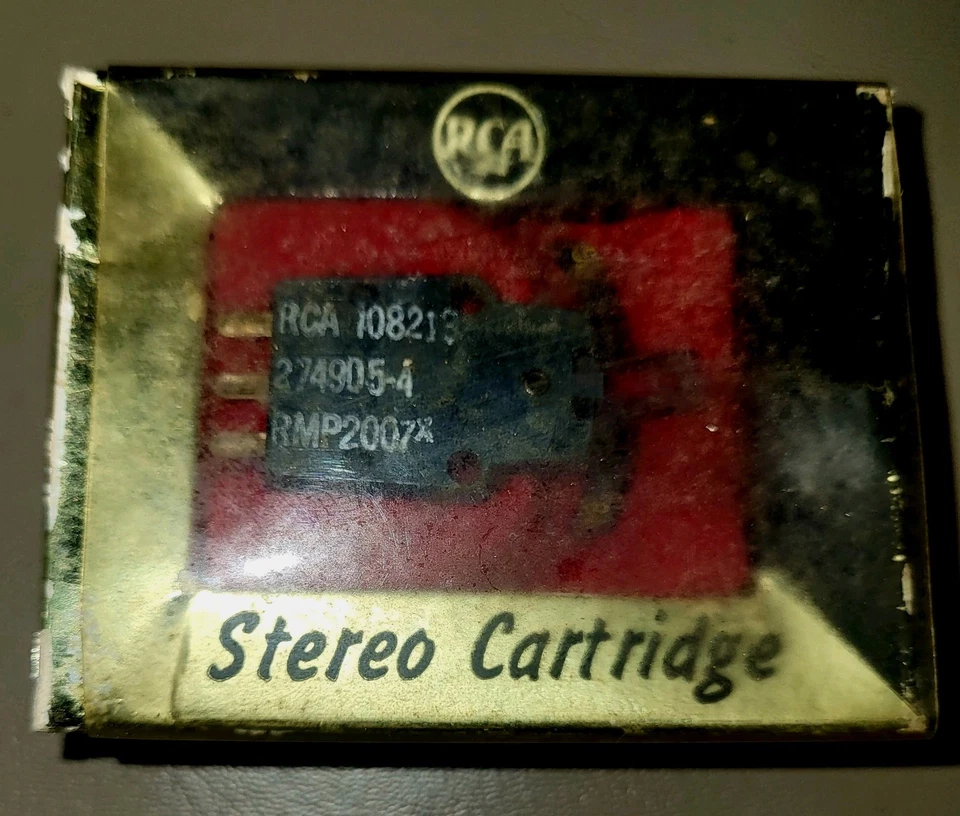 RCA
RCA 108213
274905-4
RMP2007x
Stereo Cartridge